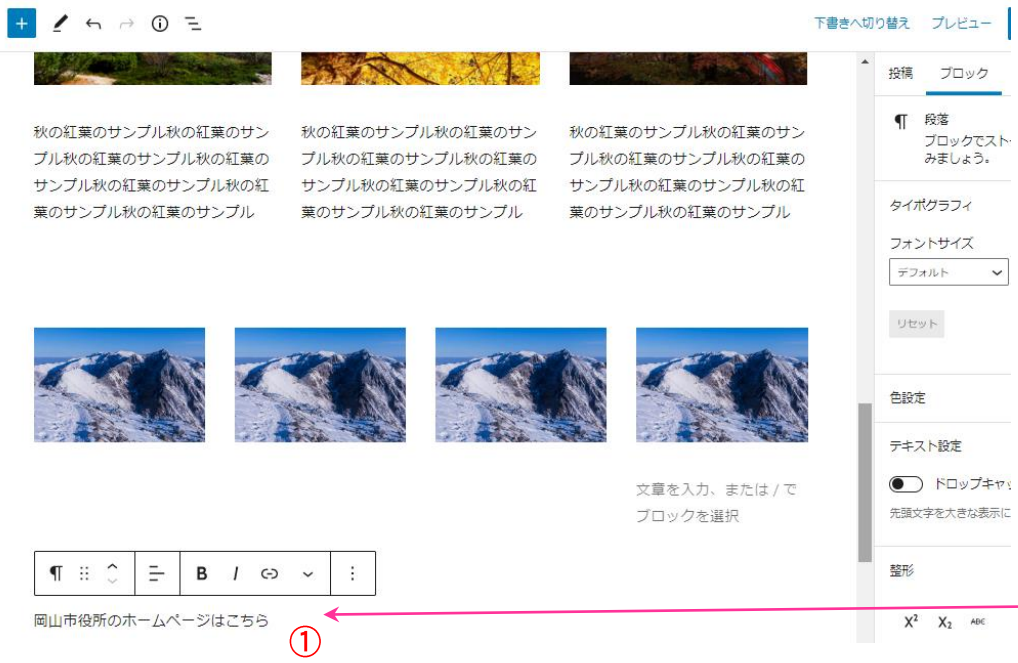 下書きへ切り替え プレビュー
投稿 ブロック
段落
ブロックでスト
みましょう。
秋の紅葉のサンプル秋の紅葉のサン
プル秋の紅葉のサンプル秋の紅葉の
サンプル秋の紅葉のサンプル秋の紅
葉のサンプル秋の紅葉のサンプル
秋の紅葉のサンプル秋の紅葉のサン
プル秋の紅葉のサンプル秋の紅葉の
サンプル秋の紅葉のサンプル秋の紅
葉のサンプル秋の紅葉のサンプル
秋の紅葉のサンプル秋の紅葉のサン
プル秋の紅葉のサンプル秋の紅葉の
サンプル秋の紅葉のサンプル秋の紅
葉のサンプル秋の紅葉のサンプル
タイポグラフィ
フォントサイズ
デフォルト
リセット
色設定
テキスト設定
ドロップキャッ
先頭文字を大きな表示に
文章を入力、または / で
ブロックを選択
整形
B I
岡山市役所のホームページはこちら
①
X² X₂ ABC